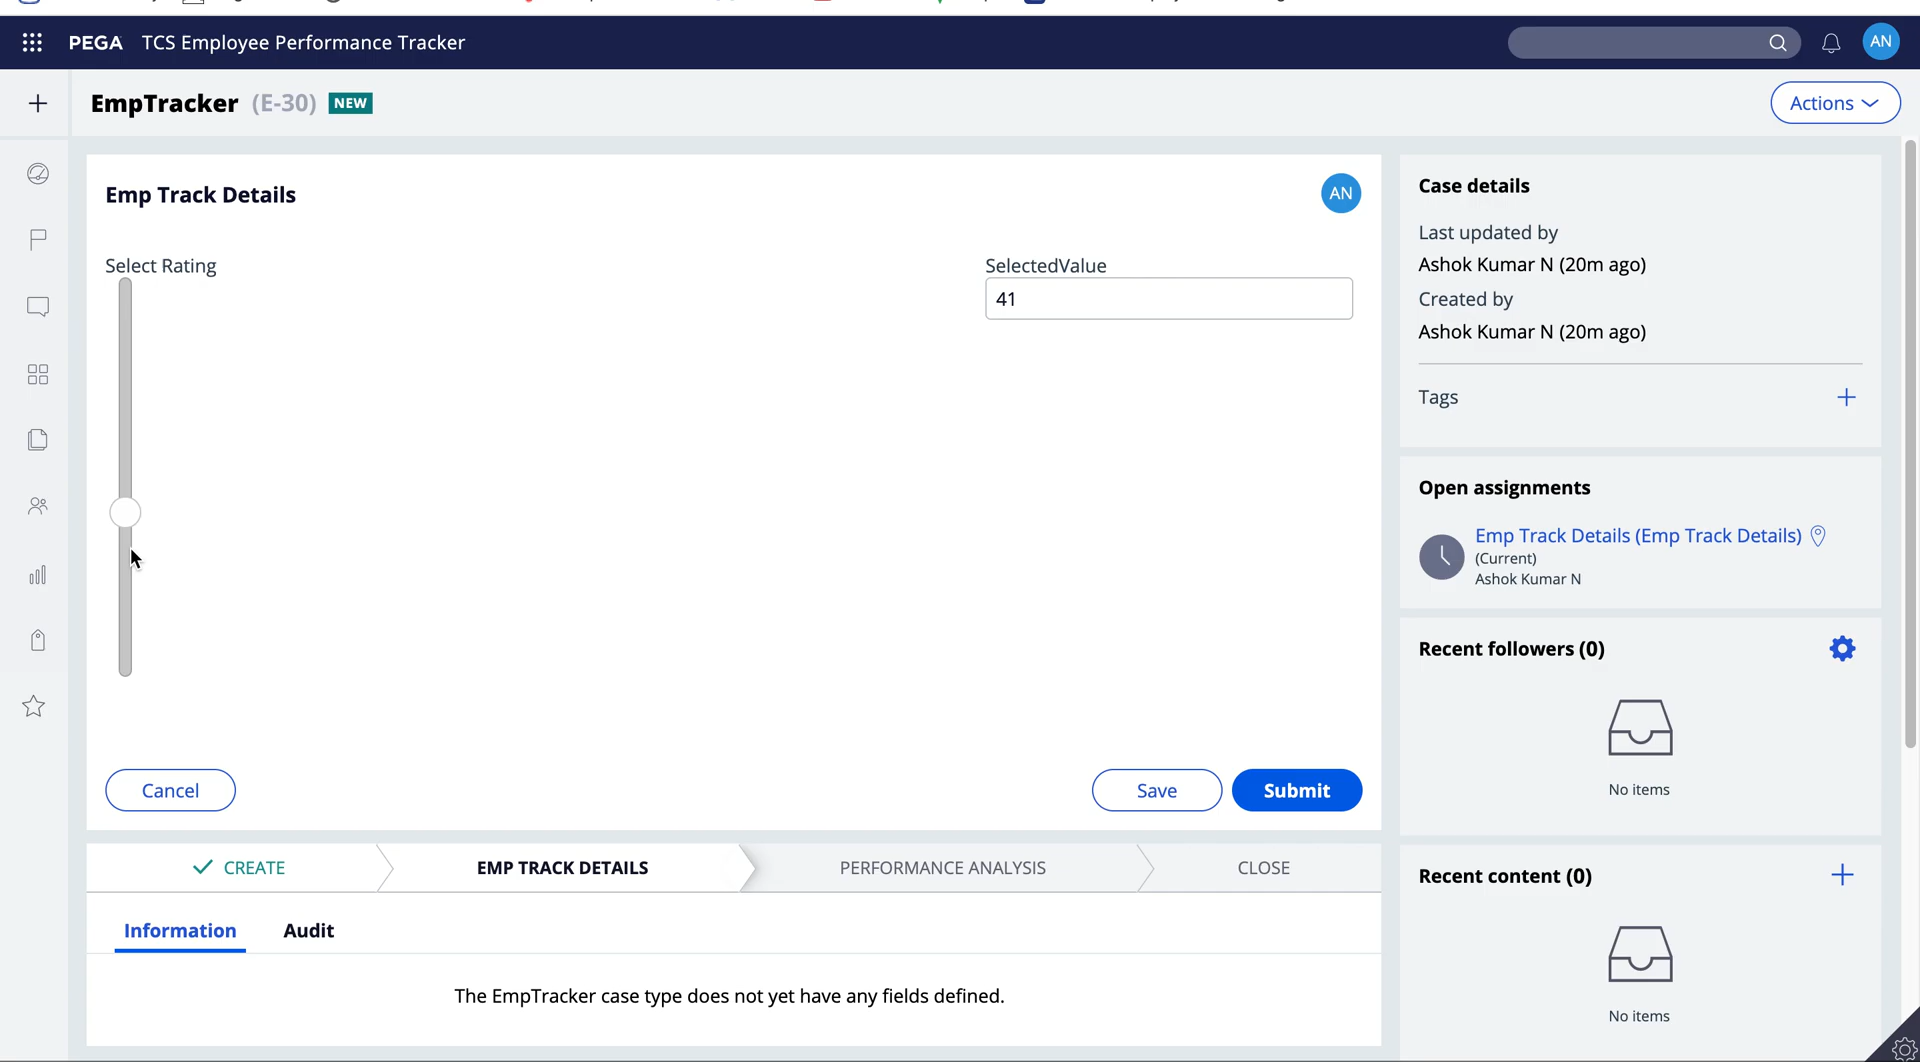 PEGA TCS Employee Performance Tracker
AN
EmpTracker (E-30) NEW
Actions
Emp Track Details
AN
Select Rating
SelectedValue
41
Cancel
Save
Submit
CREATE
EMP TRACK DETAILS
PERFORMANCE ANALYSIS
CLOSE
Information
Audit
The EmpTracker case type does not yet have any fields defined.
Case details
Last updated by
Ashok Kumar N (20m ago)
Created by
Ashok Kumar N (20m ago)
Tags
Open assignments
Emp Track Details (Emp Track Details)
(Current)
Ashok Kumar N
Recent followers (0)
No items
Recent content (0)
No items